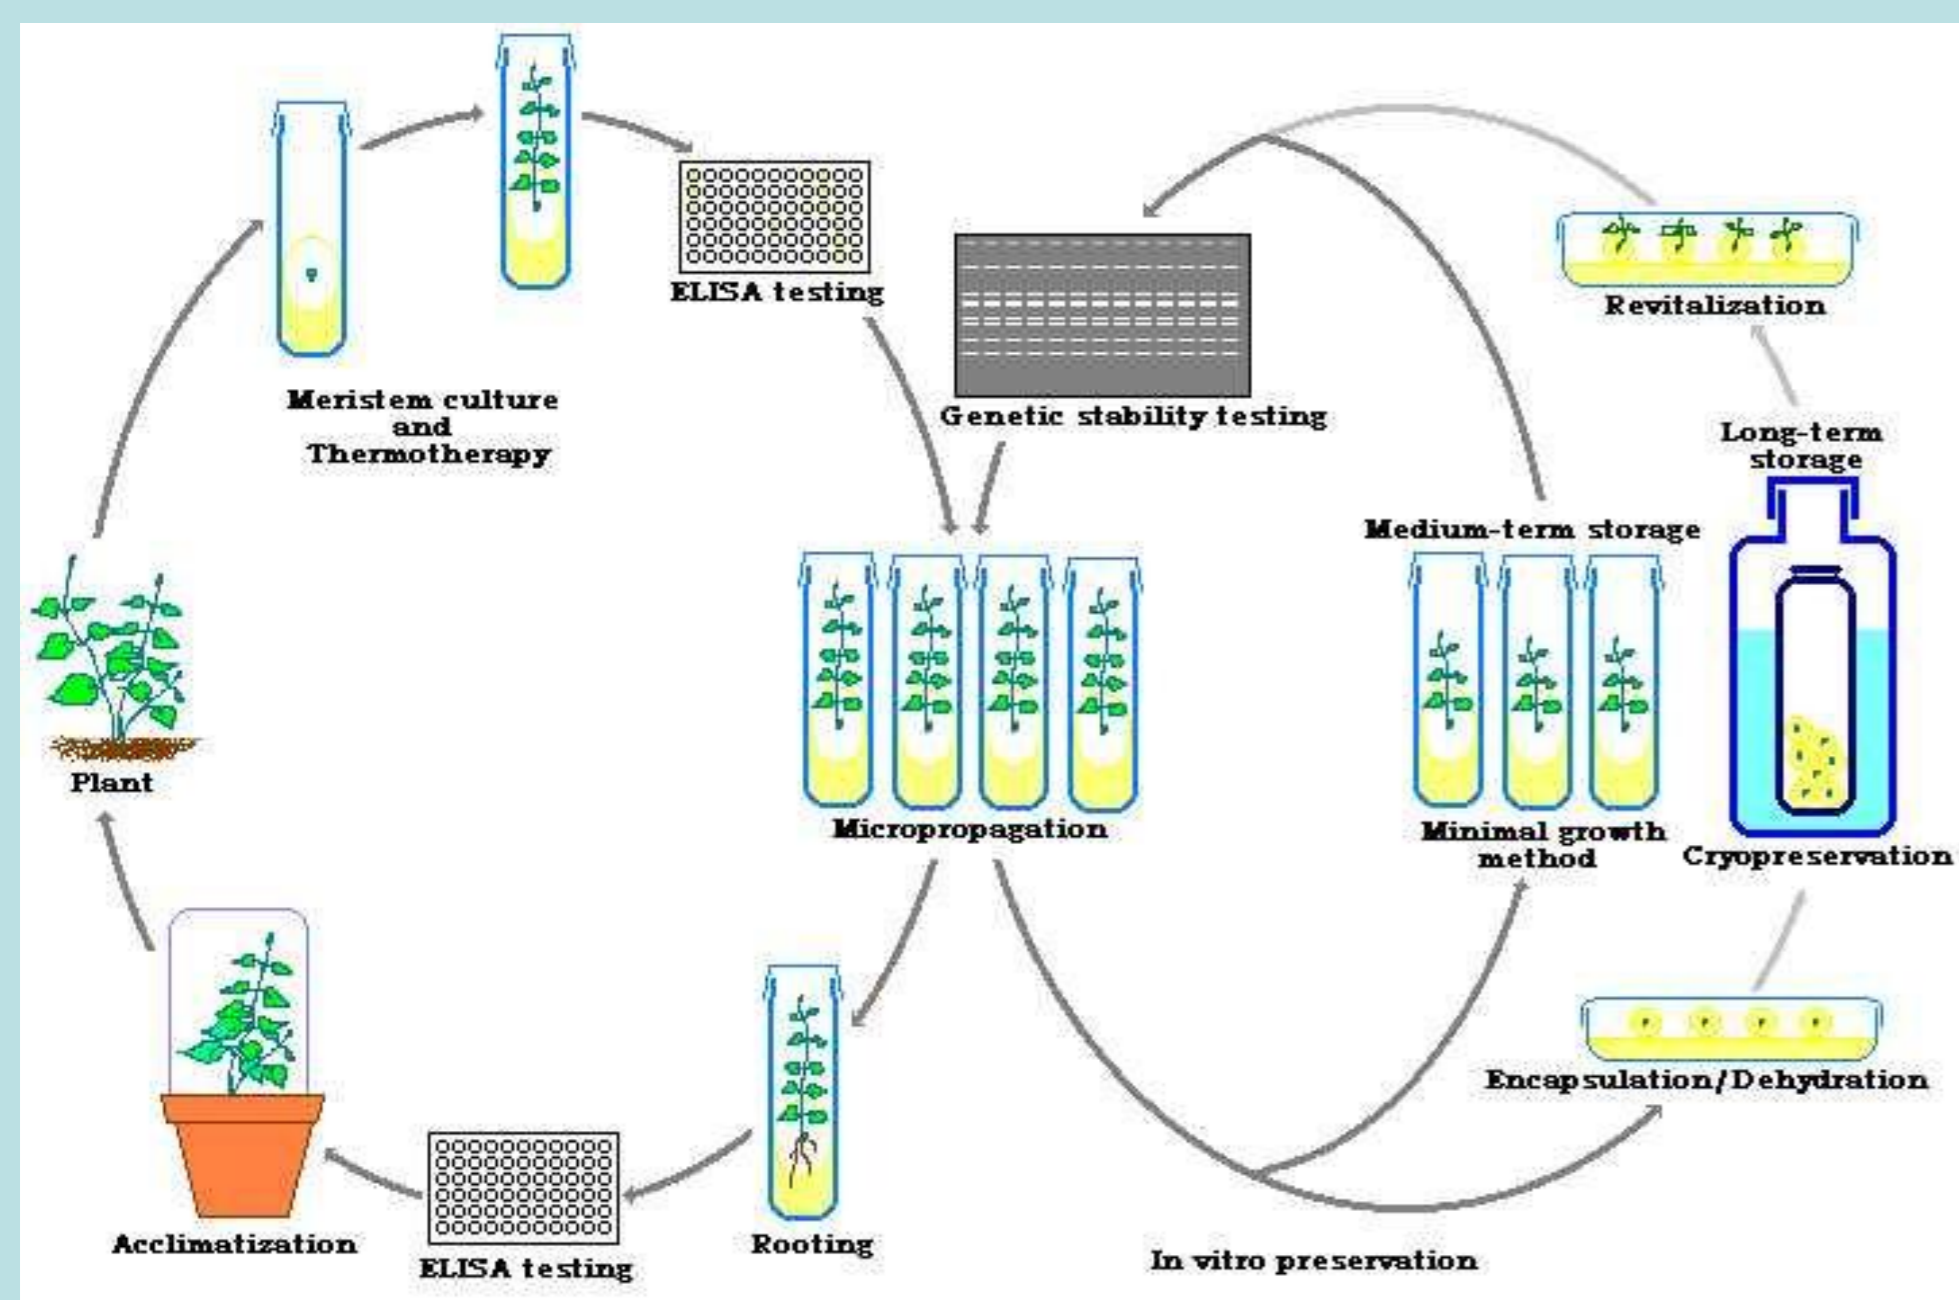 ELISA testing
Meristem culture
and
Thermotherapy
Genetic stability testing
Revitalization
Long-term
storage
Medium-term storage
Plant
Micropropagation
Minimal growth
method
Cryopreservation
Encapsulation/Dehydration
Acclimatization
ELISA testing
Rooting
In vitro preservation